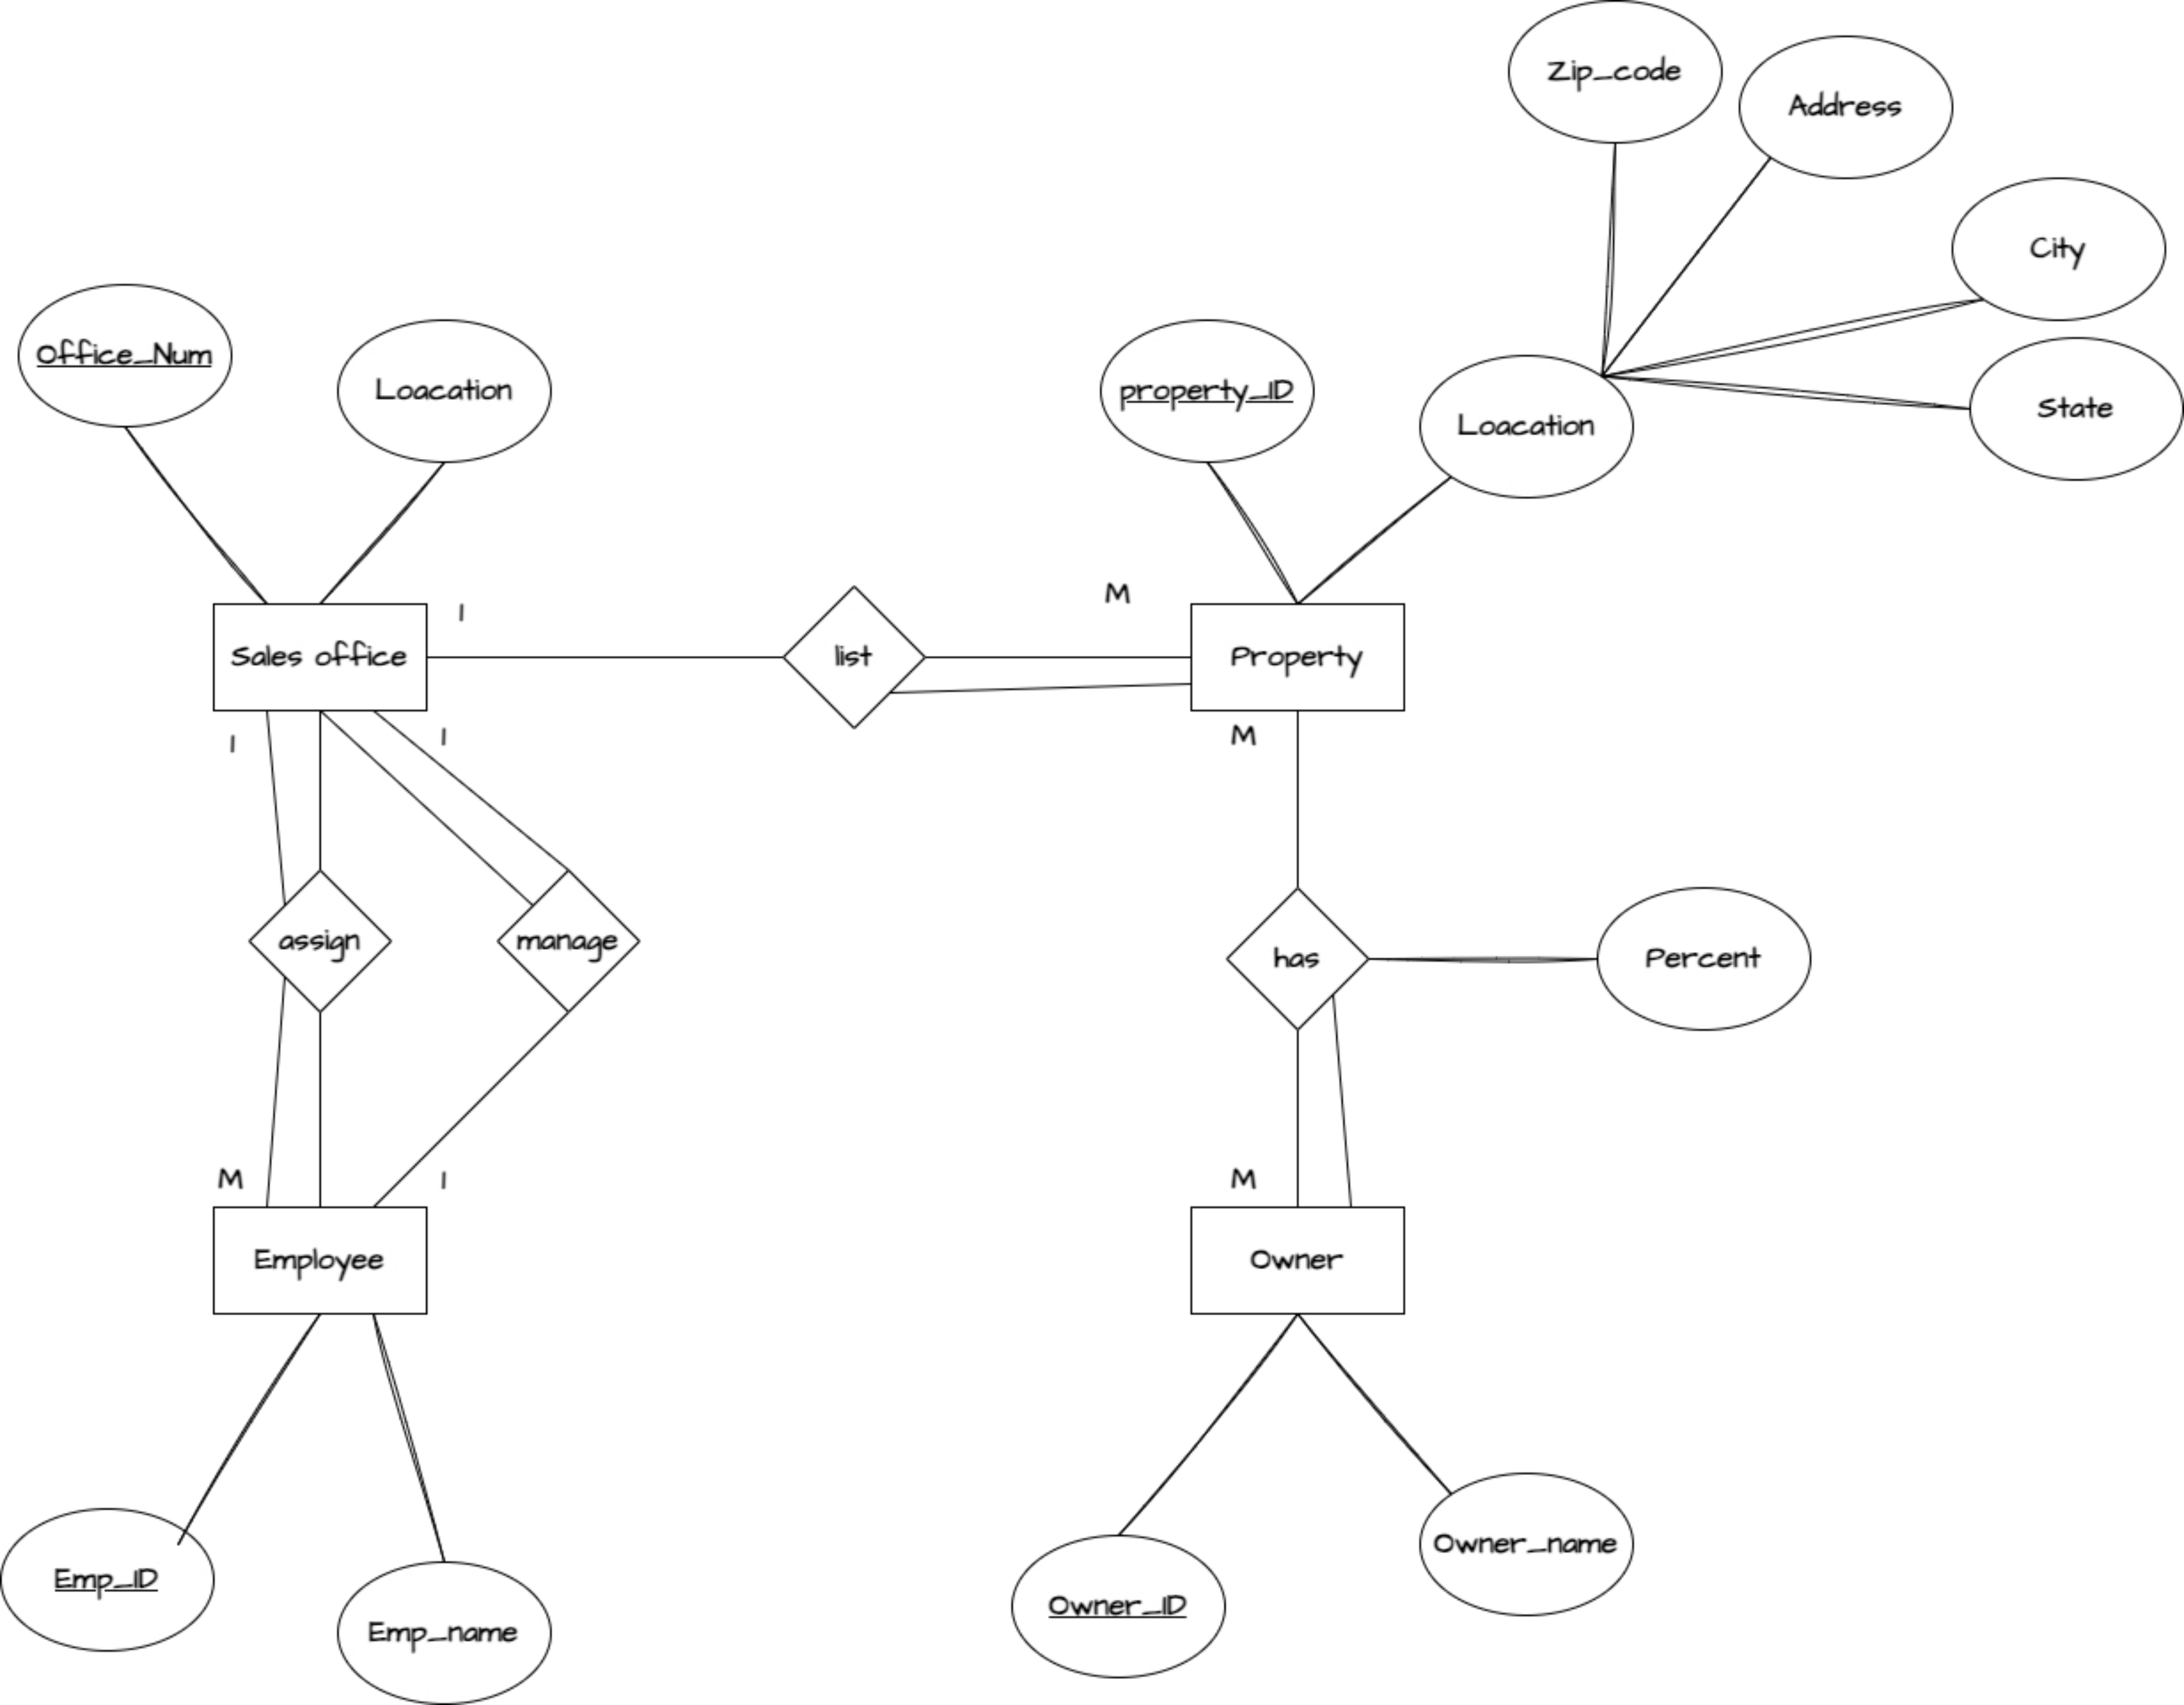 Zip_code
Address
City
Office_Num
Loacation
property_ID
Loacation
State
1
M
Sales office
list
Property
1
1
M
assign
manage
has
Percent
M
1
M
Employee
Owner
Emp_ID
Emp_name
Owner_ID
Owner_name